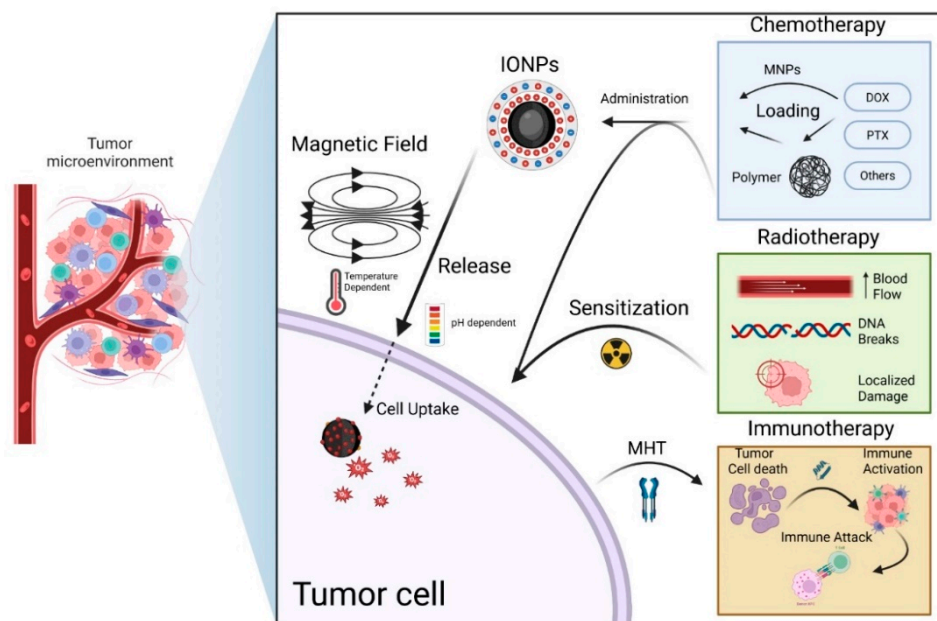 Tumor
microenvironment
IONPs
Administration
Magnetic Field
Temperature
Dependent
Release
pH dependent
Sensitization
Cell Uptake
MHT
Tumor cell
Chemotherapy
MNPs
Loading
Polymer
DOX
PTX
Others
Radiotherapy
Blood
Flow
DNA
Breaks
Localized
Damage
Immunotherapy
Tumor
Cell death
Immune
Activation
Immune Attack